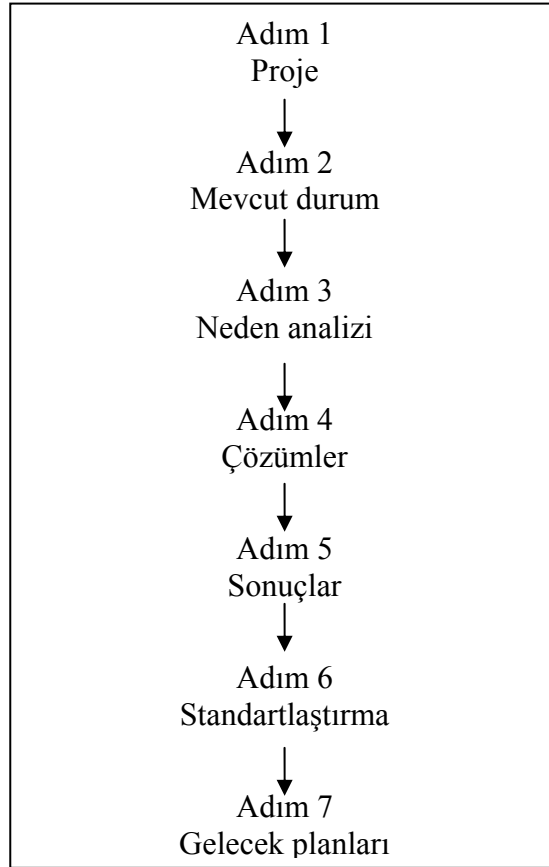 Adım 1
Proje
Adım 2
Mevcut durum
Adım 3
Neden analizi
Adım 4
Çözümler
Adım 5
Sonuçlar
Adım 6
Standartlaştırma
Adım 7
Gelecek planları